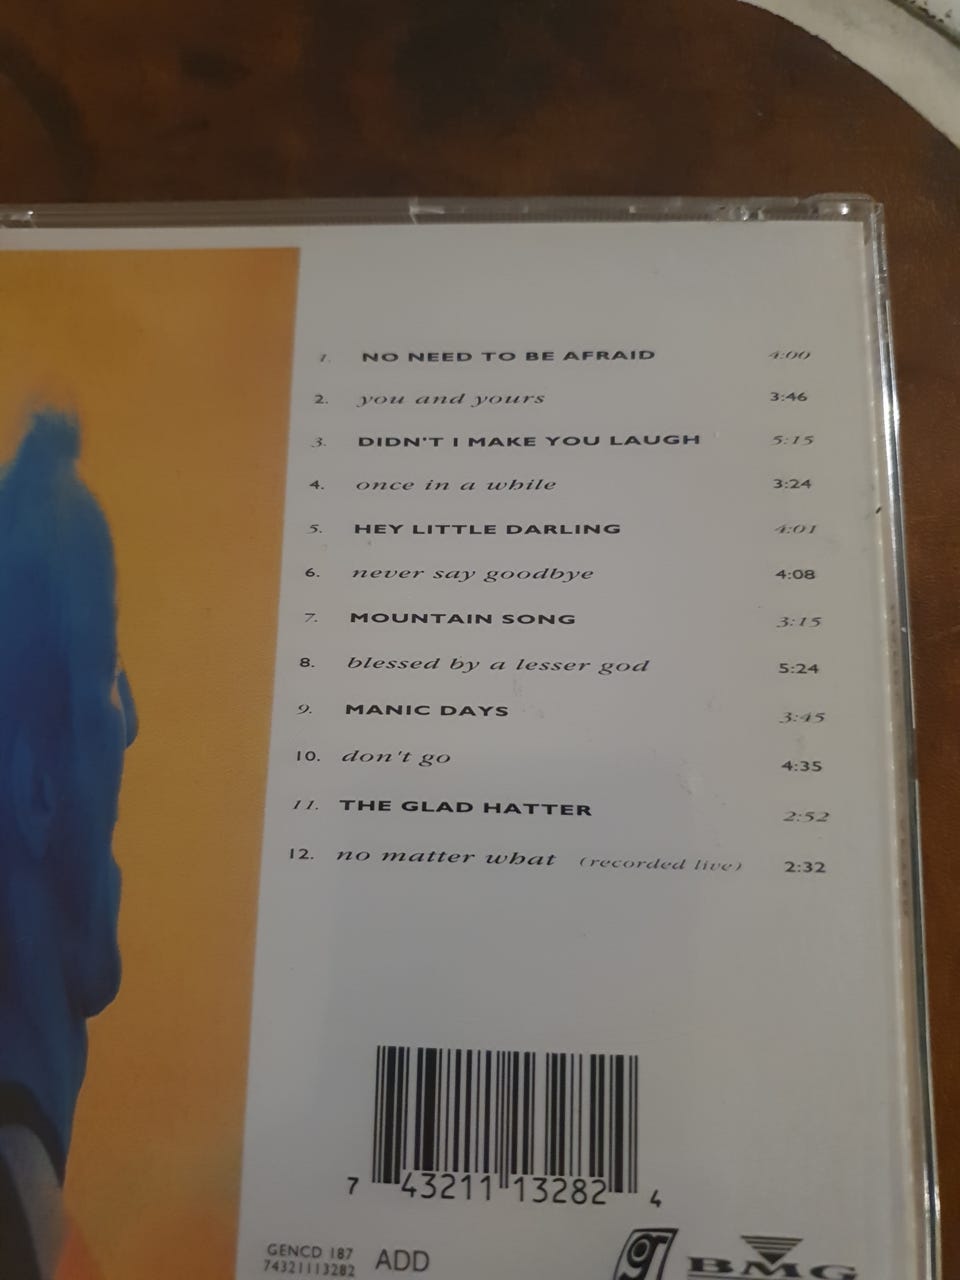 1. NO NEED TO BE AFRAID 4:00
2. you and yours 3:46
3. DIDN'T I MAKE YOU LAUGH 5:15
4. once in a while 3:24
5. HEY LITTLE DARLING 4:01
6. never say goodbye 4:08
7. MOUNTAIN SONG 3:15
8. blessed by a lesser god 5:24
9. MANIC DAYS 3:45
10. don't go 4:35
11. THE GLAD HATTER 2:52
12. no matter what (recorded live) 2:32
7 43211 13282 4
GENCD 187
74321113282
ADD
BMG